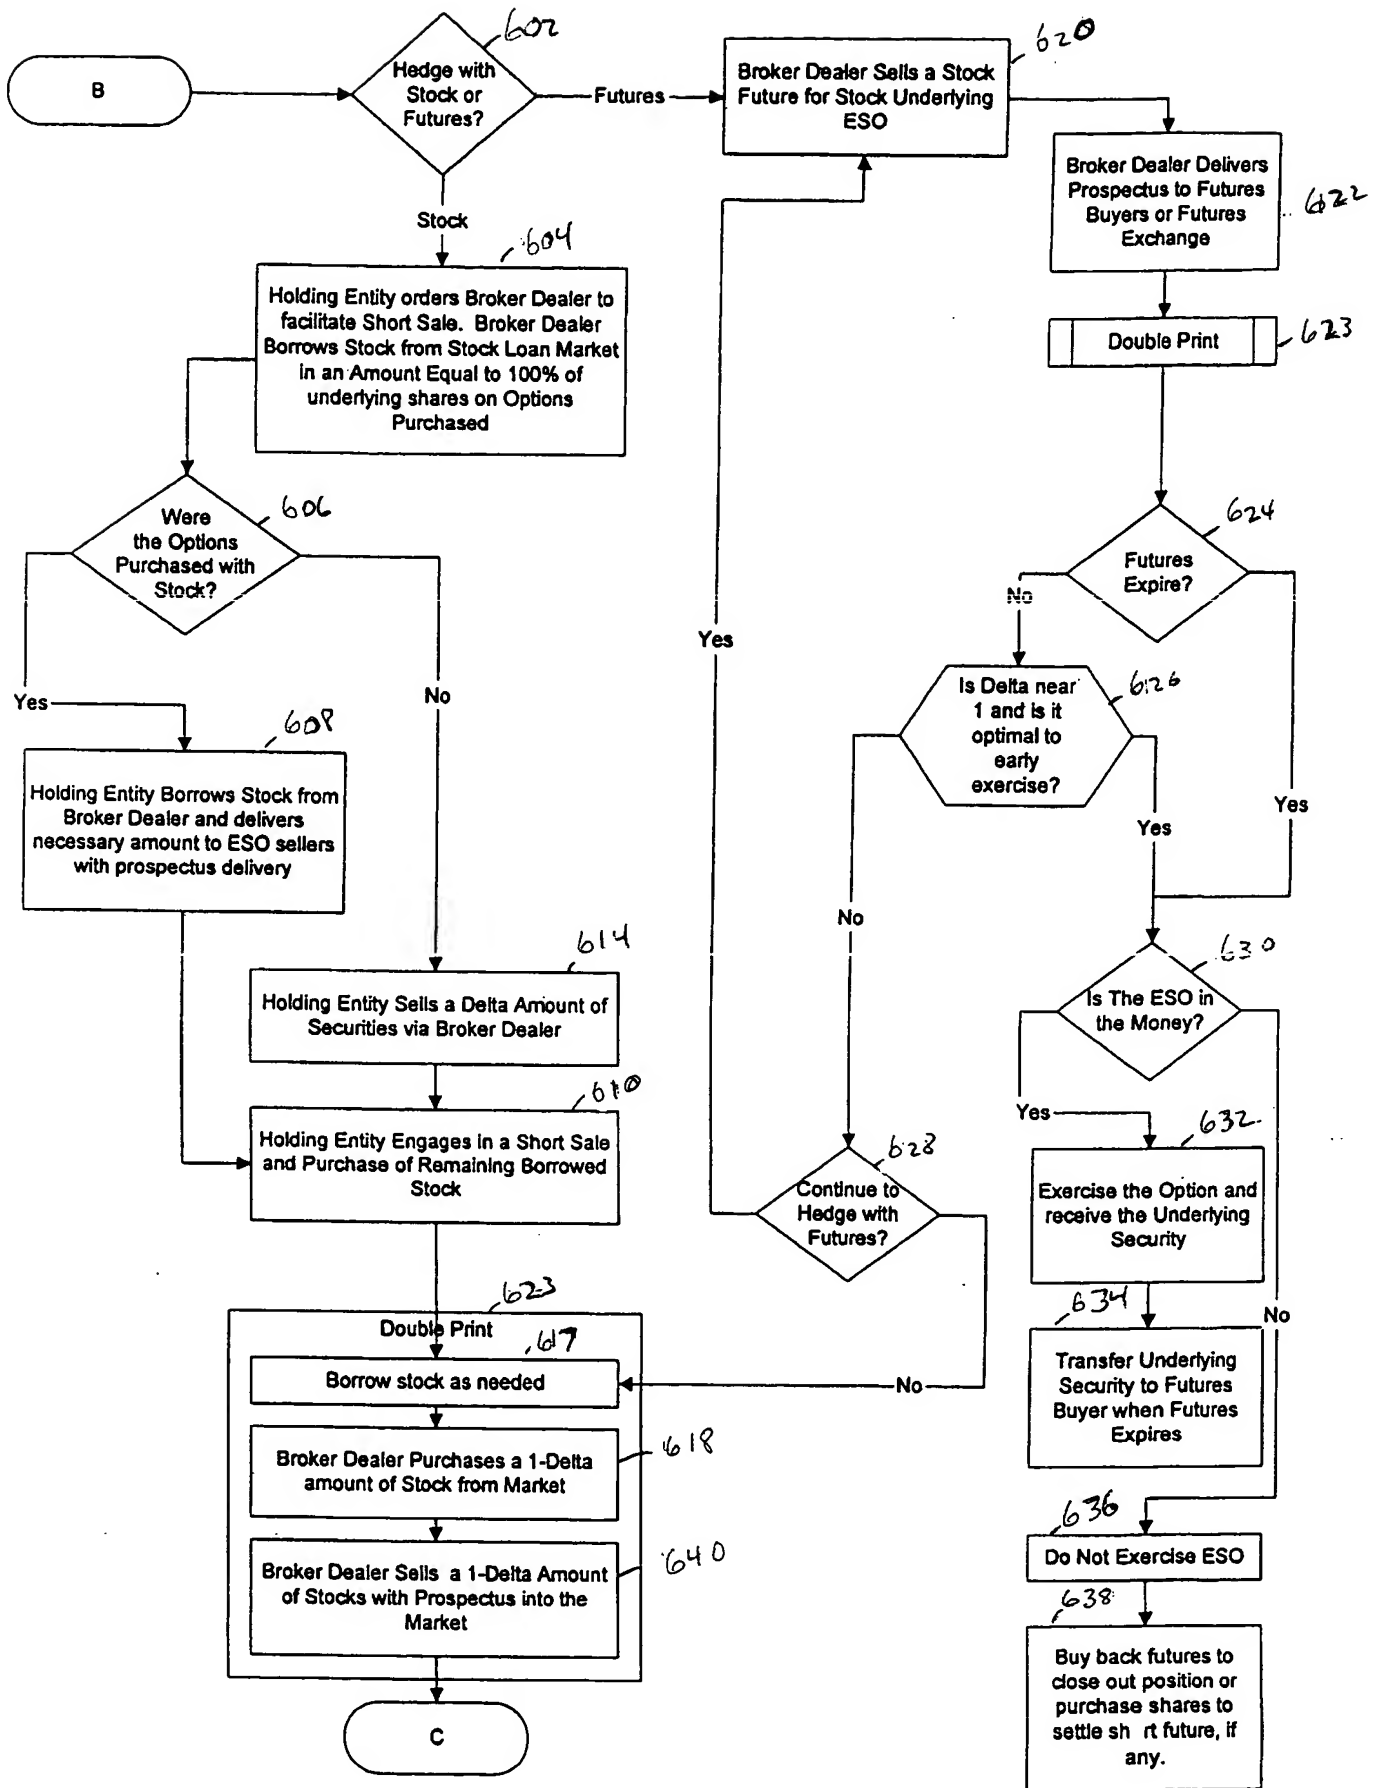 B
602
Hedge with
Stock or
Futures?
Futures
620
Broker Dealer Sells a Stock
Future for Stock Underlying
ESO
622
Broker Dealer Delivers
Prospectus to Futures
Buyers or Futures
Exchange
Stock
604
Holding Entity orders Broker Dealer to
facilitate Short Sale. Broker Dealer
Borrows Stock from Stock Loan Market
in an Amount Equal to 100% of
underlying shares on Options
Purchased
Double Print
623
606
Were
the Options
Purchased with
Stock?
624
Futures
Expire?
No
Yes
Yes
No
Yes
626
Is Delta near
1 and is it
optimal to
early
exercise?
608
Holding Entity Borrows Stock from
Broker Dealer and delivers
necessary amount to ESO sellers
with prospectus delivery
Yes
No
614
Holding Entity Sells a Delta Amount of
Securities via Broker Dealer
630
Is The ESO in
the Money?
610
Holding Entity Engages in a Short Sale
and Purchase of Remaining Borrowed
Stock
628
Continue to
Hedge with
Futures?
Yes
632
Exercise the Option and
receive the Underlying
Security
No
623
Double Print
617
Borrow stock as needed
No
634
Transfer Underlying
Security to Futures
Buyer when Futures
Expires
618
Broker Dealer Purchases a 1-Delta
amount of Stock from Market
640
Broker Dealer Sells a 1-Delta Amount
of Stocks with Prospectus into the
Market
636
Do Not Exercise ESO
638
Buy back futures to
close out position or
purchase shares to
settle sh rt future, if
any.
C